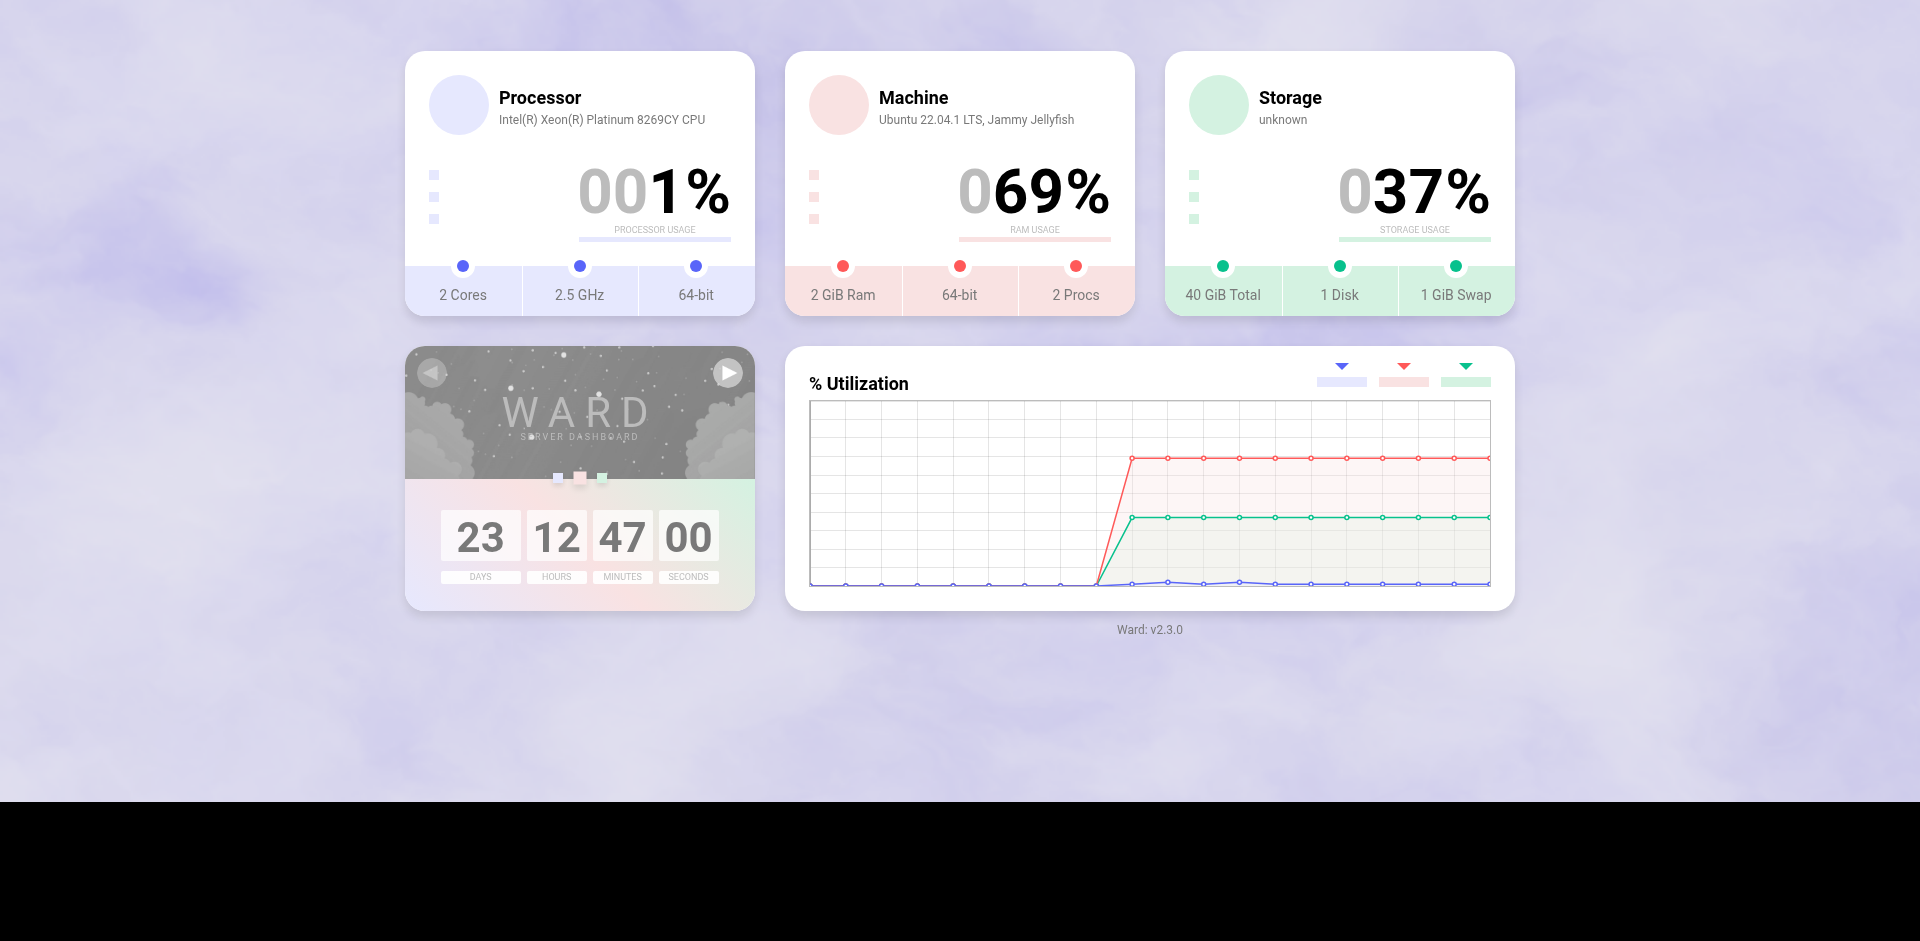 Processor
Intel(R) Xeon(R) Platinum 8269CY CPU
001%
PROCESSOR USAGE
2 Cores
2.5 GHz
64-bit
Machine
Ubuntu 22.04.1 LTS, Jammy Jellyfish
069%
RAM USAGE
2 GiB Ram
64-bit
2 Procs
Storage
unknown
037%
STORAGE USAGE
40 GiB Total
1 Disk
1 GiB Swap
WARD
SERVER DASHBOARD
23 12 47 00
DAYS HOURS MINUTES SECONDS
% Utilization
Ward: v2.3.0